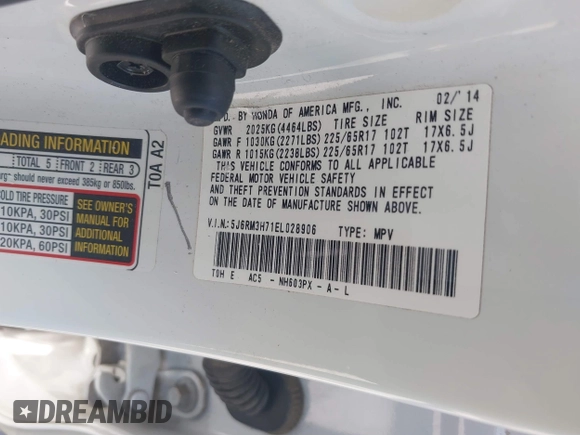 MFD. BY HONDA OF AMERICA MFG., INC. 02/'14
GVWR 2025KG(4464LBS) TIRE SIZE RIM SIZE
GAWR F 1030KG(2271LBS) 225/65R17 102T 17X6.5J
GAWR R 1015KG(2238LBS) 225/65R17 102T 17X6.5J
THIS VEHICLE CONFORMS TO ALL APPLICABLE
FEDERAL MOTOR VEHICLE SAFETY
AND THEFT PREVENTION STANDARDS IN EFFECT
ON THE DATE OF MANUFACTURE SHOWN ABOVE.
V.I.N.:5J6RM3H71EL028906 TYPE: MPV
T0H E AC5 - NH603PX - A - L
T0A A2
ADING INFORMATION
TOTAL 5 FRONT 2 REAR 3
rg- should never exceed 385kg or 850lbs.
OLD TIRE PRESSURE
10KPA, 30PSI
10KPA, 30PSI
20KPA, 60PSI
SEE OWNER'S
MANUAL FOR
ADDITIONAL
INFORMATION
DREAMBID